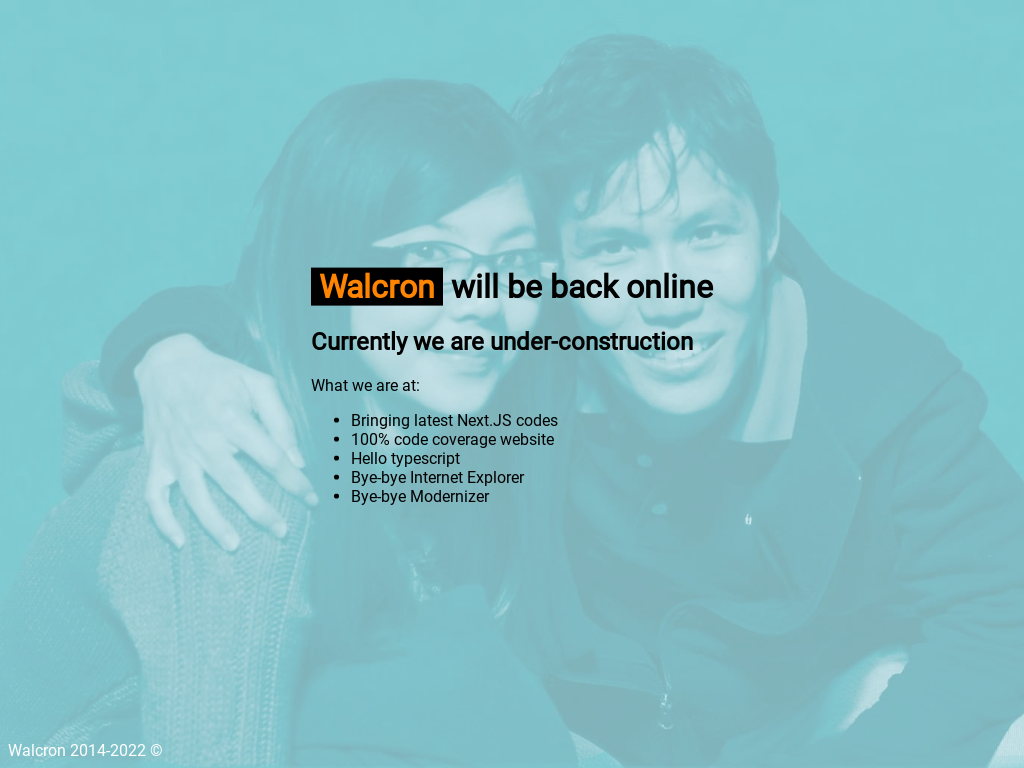 Walcron will be back online
Currently we are under-construction
What we are at:
• Bringing latest Next.JS codes
• 100% code coverage website
• Hello typescript
• Bye-bye Internet Explorer
• Bye-bye Modernizer
Walcron 2014-2022 ©